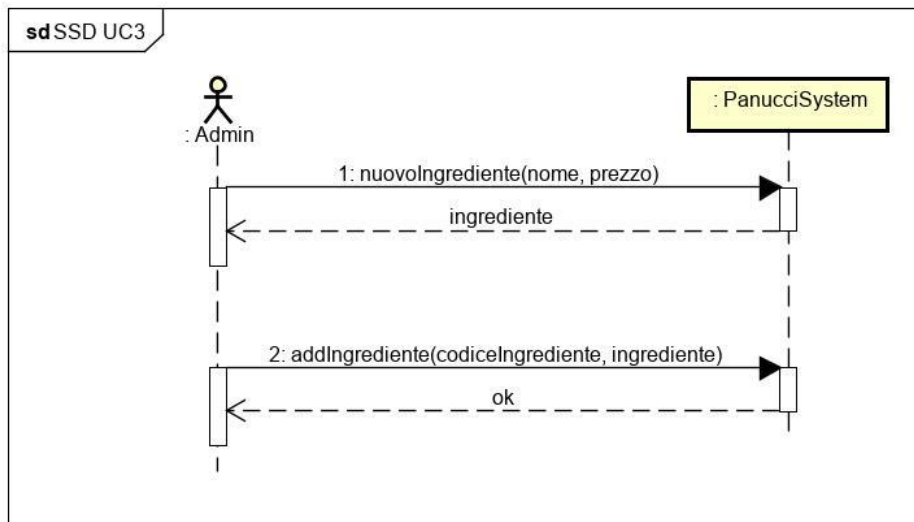 sd SSD UC3
: Admin
: PanucciSystem
1: nuovoIngrediente(nome, prezzo)
ingrediente
2: addIngrediente(codiceIngrediente, ingrediente)
ok